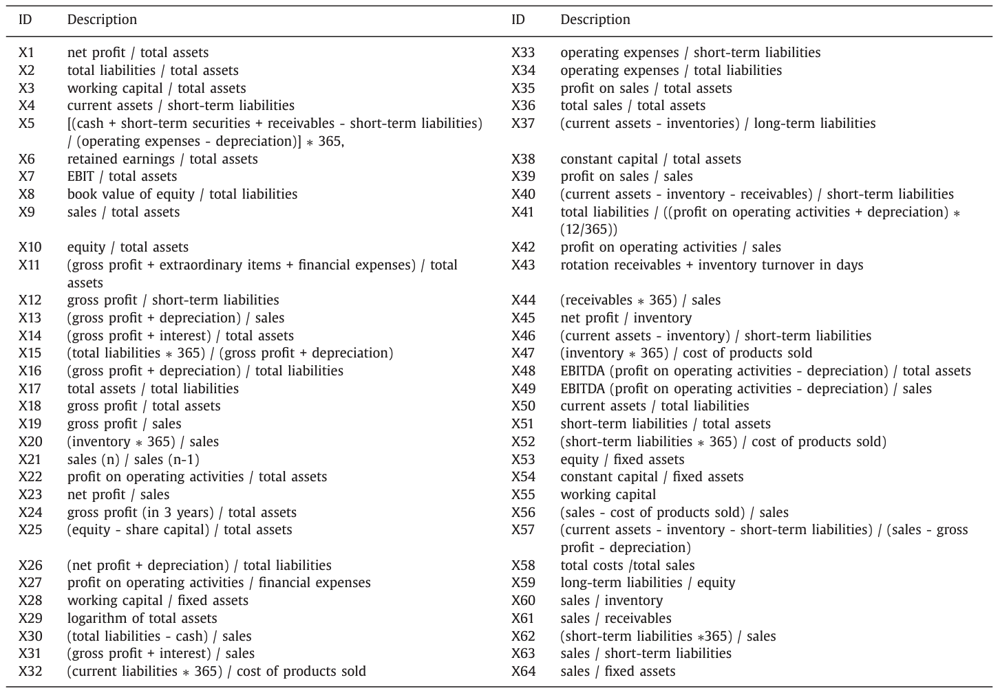 ID Description ID Description
X1 net profit / total assets X33 operating expenses / short-term liabilities
X2 total liabilities / total assets X34 operating expenses / total liabilities
X3 working capital / total assets X35 profit on sales / total assets
X4 current assets / short-term liabilities X36 total sales / total assets
X5 [(cash + short-term securities + receivables - short-term liabilities) X37 (current assets - inventories) / long-term liabilities
/ (operating expenses - depreciation)] ∗ 365,
X6 retained earnings / total assets X38 constant capital / total assets
X7 EBIT / total assets X39 profit on sales / sales
X8 book value of equity / total liabilities X40 (current assets - inventory - receivables) / short-term liabilities
X9 sales / total assets X41 total liabilities / ((profit on operating activities + depreciation) ∗
(12/365))
X10 equity / total assets X42 profit on operating activities / sales
X11 (gross profit + extraordinary items + financial expenses) / total X43 rotation receivables + inventory turnover in days
assets
X12 gross profit / short-term liabilities X44 (receivables ∗ 365) / sales
X13 (gross profit + depreciation) / sales X45 net profit / inventory
X14 (gross profit + interest) / total assets X46 (current assets - inventory) / short-term liabilities
X15 (total liabilities ∗ 365) / (gross profit + depreciation) X47 (inventory ∗ 365) / cost of products sold
X16 (gross profit + depreciation) / total liabilities X48 EBITDA (profit on operating activities - depreciation) / total assets
X17 total assets / total liabilities X49 EBITDA (profit on operating activities - depreciation) / sales
X18 gross profit / total assets X50 current assets / total liabilities
X19 gross profit / sales X51 short-term liabilities / total assets
X20 (inventory ∗ 365) / sales X52 (short-term liabilities ∗ 365) / cost of products sold)
X21 sales (n) / sales (n-1) X53 equity / fixed assets
X22 profit on operating activities / total assets X54 constant capital / fixed assets
X23 net profit / sales X55 working capital
X24 gross profit (in 3 years) / total assets X56 (sales - cost of products sold) / sales
X25 (equity - share capital) / total assets X57 (current assets - inventory - short-term liabilities) / (sales - gross
profit - depreciation)
X26 (net profit + depreciation) / total liabilities X58 total costs /total sales
X27 profit on operating activities / financial expenses X59 long-term liabilities / equity
X28 working capital / fixed assets X60 sales / inventory
X29 logarithm of total assets X61 sales / receivables
X30 (total liabilities - cash) / sales X62 (short-term liabilities ∗365) / sales
X31 (gross profit + interest) / sales X63 sales / short-term liabilities
X32 (current liabilities ∗ 365) / cost of products sold X64 sales / fixed assets